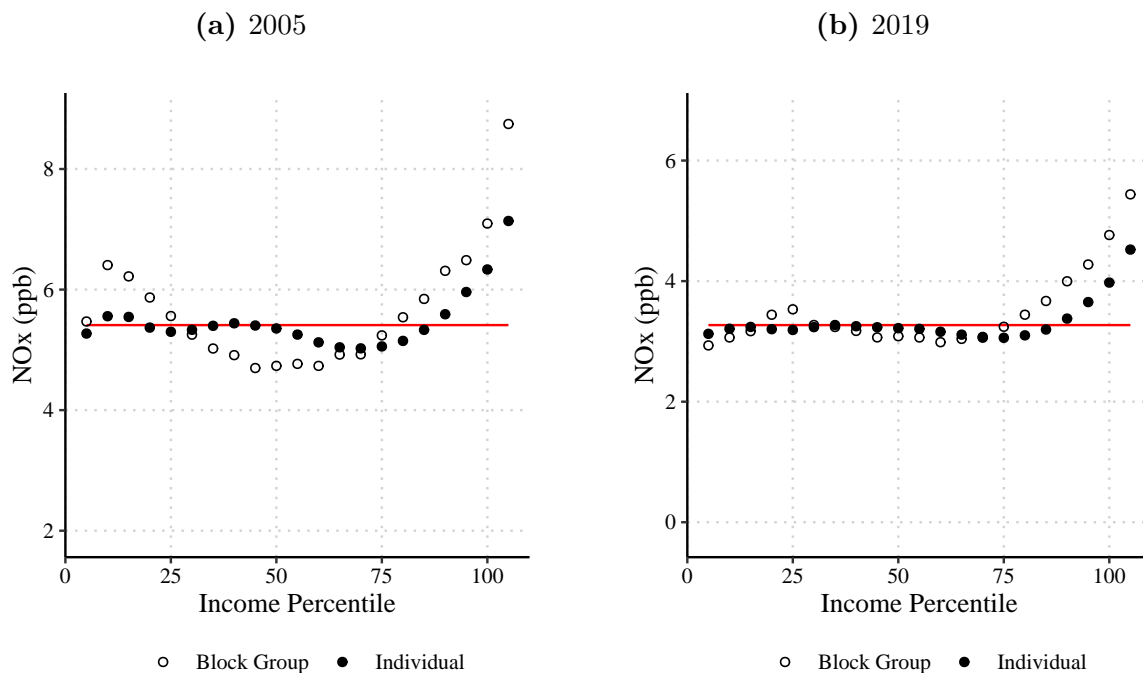 (a) 2005
8
6
4
2
NOx (ppb)
0 25 50 75 100
Income Percentile
Block Group Individual
(b) 2019
6
4
2
0
NOx (ppb)
0 25 50 75 100
Income Percentile
Block Group Individual